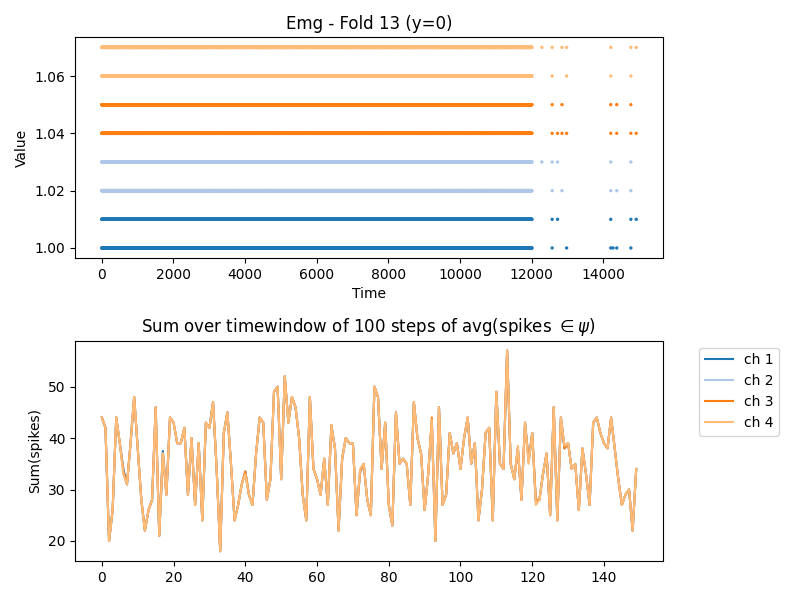 Emg - Fold 13 (y=0)
1.06
1.04
1.02
1.00
Value
0 2000 4000 6000 8000 10000 12000 14000
Time
Sum over timewindow of 100 steps of avg(spikes ∈ψ)
50
40
30
20
Sum(spikes)
0 20 40 60 80 100 120 140
ch 1
ch 2
ch 3
ch 4